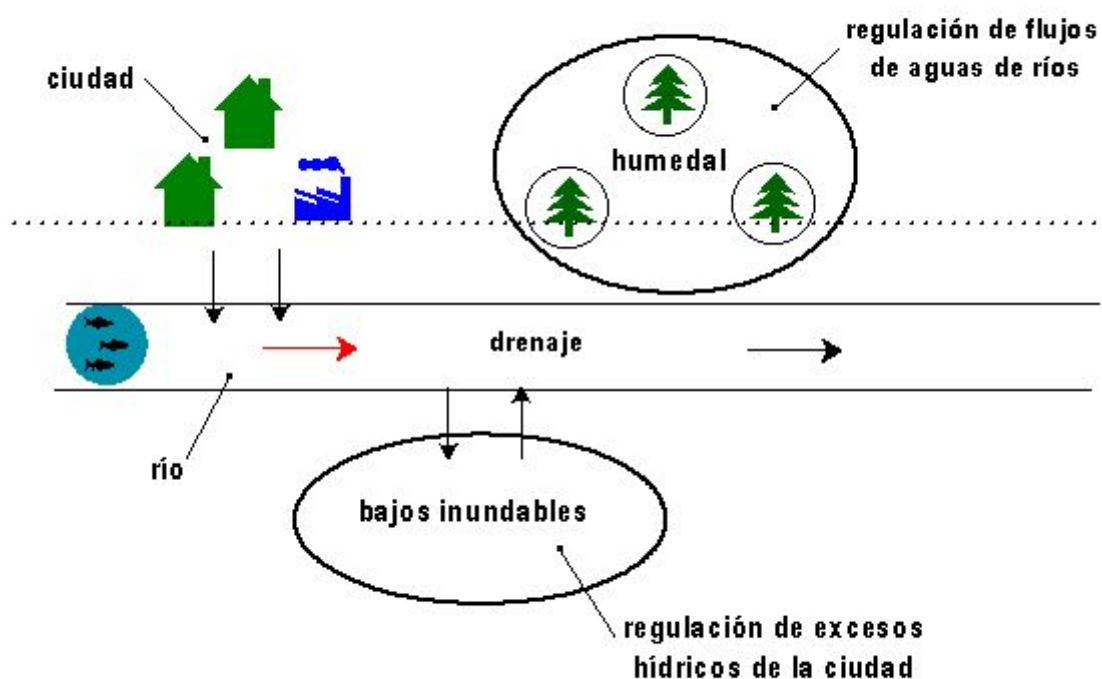 regulación de flujos
de aguas de ríos
ciudad
humedal
drenaje
río
bajos inundables
regulación de excesos
hídricos de la ciudad